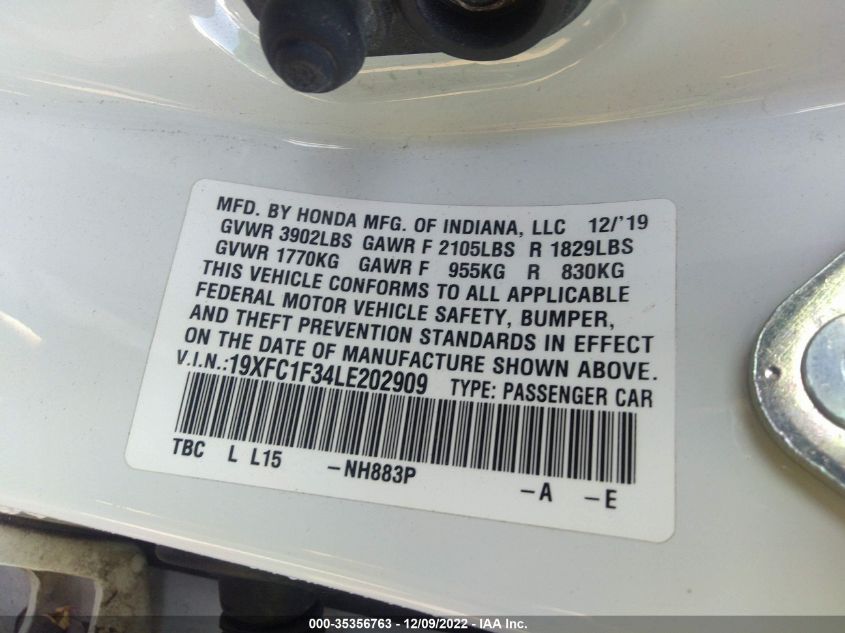 MFD. BY HONDA MFG. OF INDIANA, LLC 12/'19
GVWR 3902LBS GAWR F 2105LBS R 1829LBS
GVWR 1770KG GAWR F 955KG R 830KG
THIS VEHICLE CONFORMS TO ALL APPLICABLE
FEDERAL MOTOR VEHICLE SAFETY, BUMPER,
AND THEFT PREVENTION STANDARDS IN EFFECT
ON THE DATE OF MANUFACTURE SHOWN ABOVE.
V.I.N.:19XFC1F34LE202909 TYPE: PASSENGER CAR
TBC L L15 -NH883P -A -E
000-35356763 - 12/09/2022 - IAA Inc.